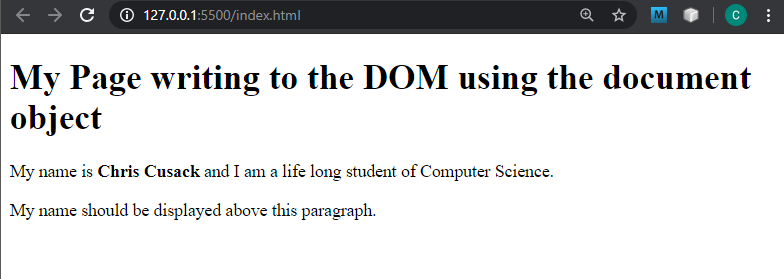 127.0.0.1:5500/index.html
M
C
My Page writing to the DOM using the document
object
My name is Chris Cusack and I am a life long student of Computer Science.
My name should be displayed above this paragraph.